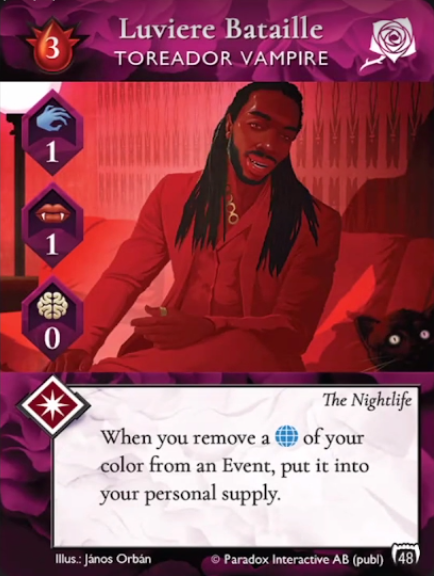 3
Luviere Bataille
TOREADOR VAMPIRE
1
1
0
The Nightlife
When you remove a of your
color from an Event, put it into
your personal supply.
Illus.: János Orbán
© Paradox Interactive AB (publ)
48